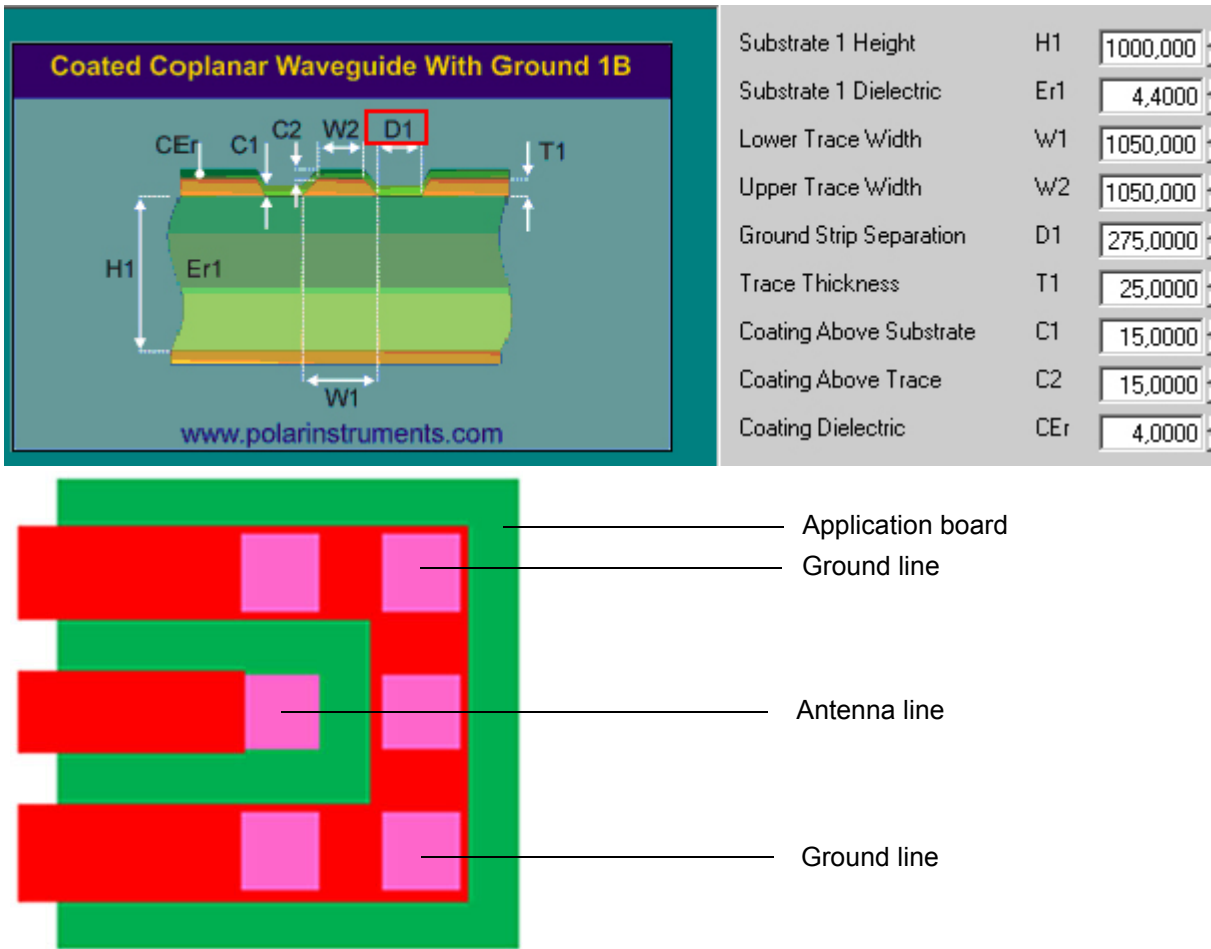 Coated Coplanar Waveguide With Ground 1B
CEr C1 C2 W2 D1 T1
H1 Er1
W1
www.polarinstruments.com
Substrate 1 Height H1 1000,000
Substrate 1 Dielectric Er1 4,4000
Lower Trace Width W1 1050,000
Upper Trace Width W2 1050,000
Ground Strip Separation D1 275,0000
Trace Thickness T1 25,0000
Coating Above Substrate C1 15,0000
Coating Above Trace C2 15,0000
Coating Dielectric CEr 4,0000
Application board
Ground line
Antenna line
Ground line